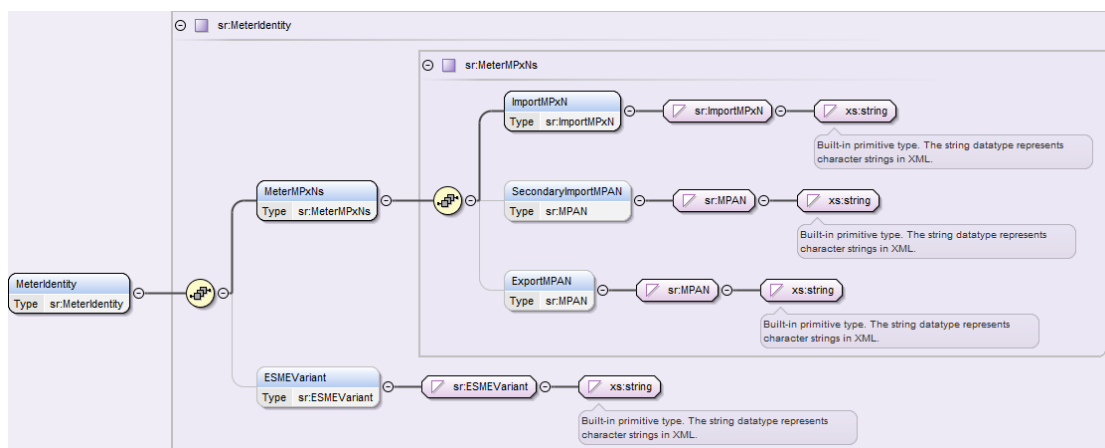 sr:MeterIdentity
sr:MeterMPxNs
ImportMPxN
Type sr:ImportMPxN
sr:ImportMPxN
xs:string
Built-in primitive type. The string datatype represents
character strings in XML.
MeterMPxNs
Type sr:MeterMPxNs
SecondaryImportMPAN
Type sr:MPAN
sr:MPAN
xs:string
Built-in primitive type. The string datatype represents
character strings in XML.
MeterIdentity
Type sr:MeterIdentity
ExportMPAN
Type sr:MPAN
sr:MPAN
xs:string
Built-in primitive type. The string datatype represents
character strings in XML.
ESMEVariant
Type sr:ESMEVariant
sr:ESMEVariant
xs:string
Built-in primitive type. The string datatype represents
character strings in XML.